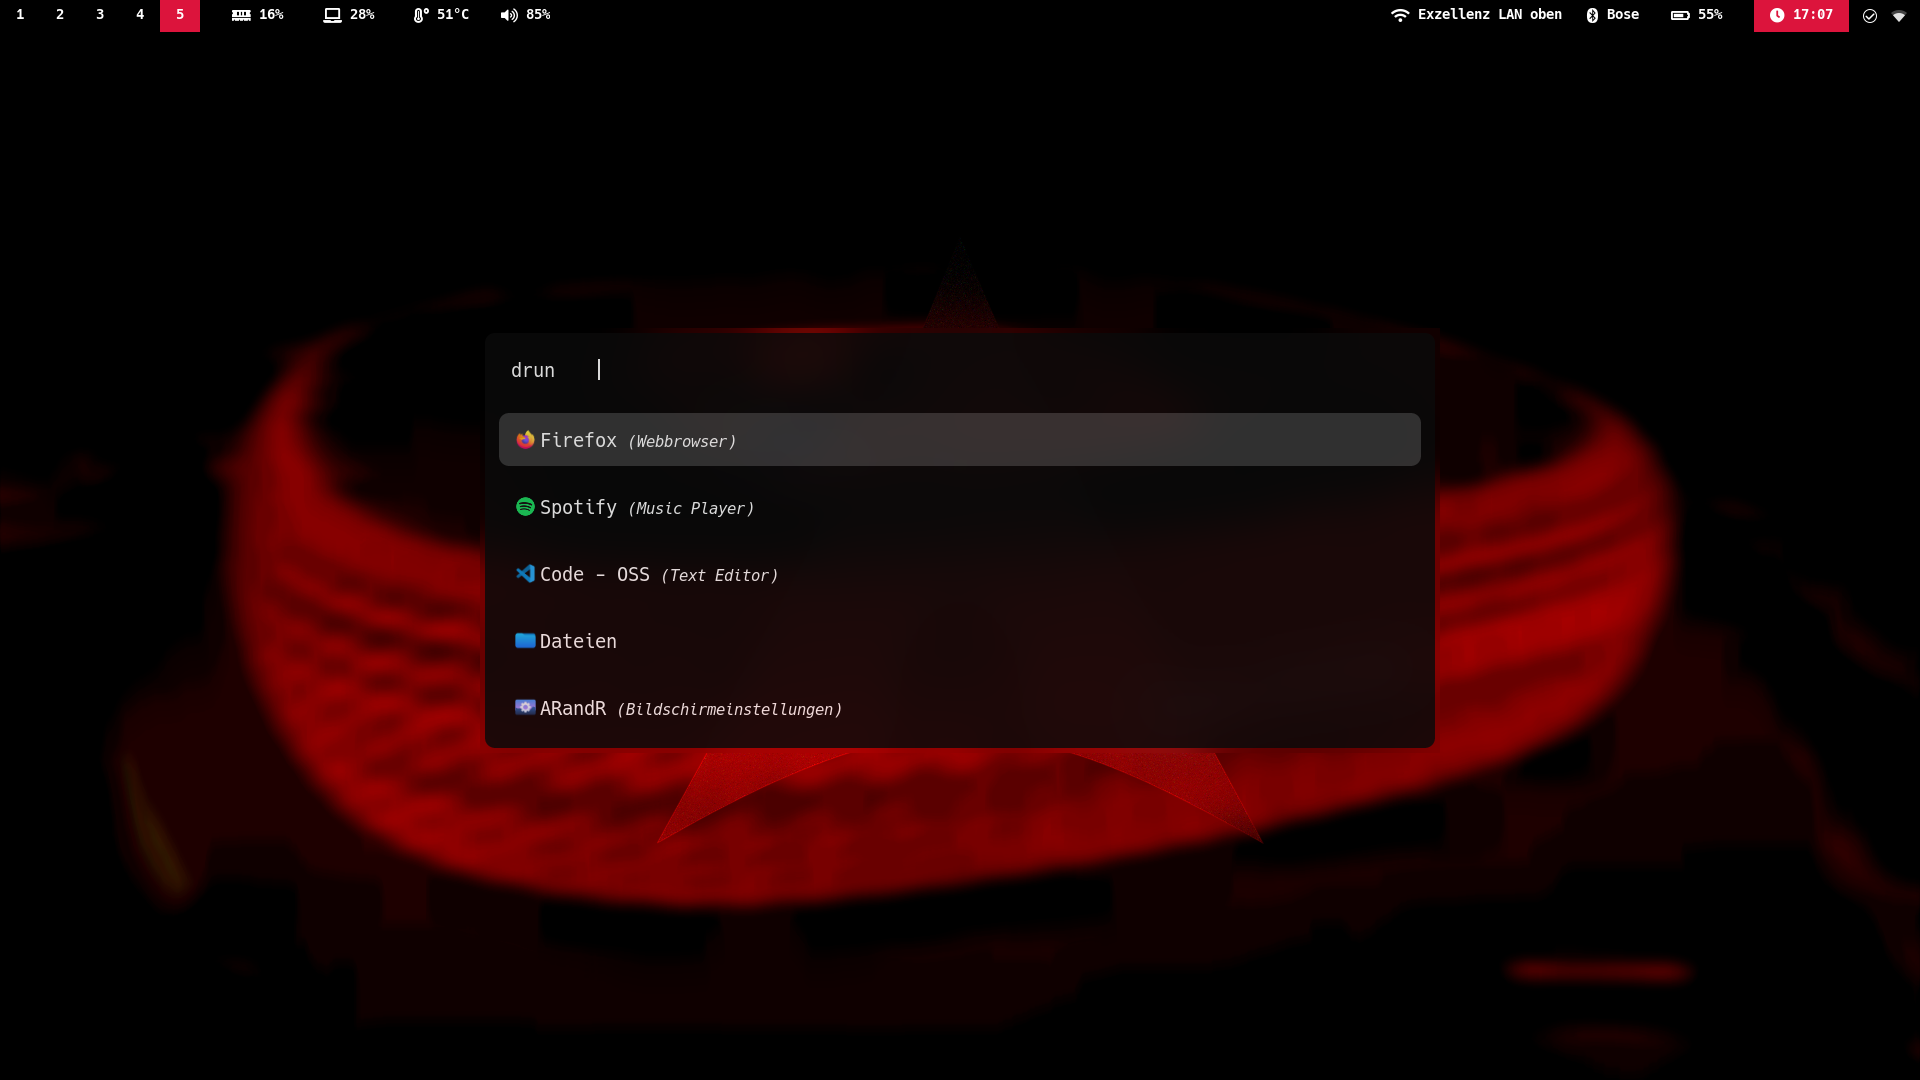 1 2 3 4 5 16% 28% 51°C 85% Exzellenz LAN oben Bose 55% 17:07
drun
Firefox (Webbrowser)
Spotify (Music Player)
Code - OSS (Text Editor)
Dateien
ARandR (Bildschirmeinstellungen)